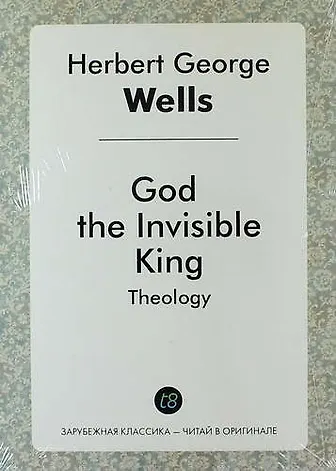 Herbert George
Wells
God
the Invisible
King
Theology
t8
ЗАРУБЕЖНАЯ КЛАССИКА — ЧИТАЙ В ОРИГИНАЛЕ